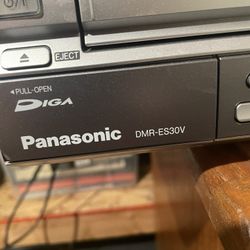 EJECT
◄PULL-OPEN
DIGA
Panasonic DMR-ES30V